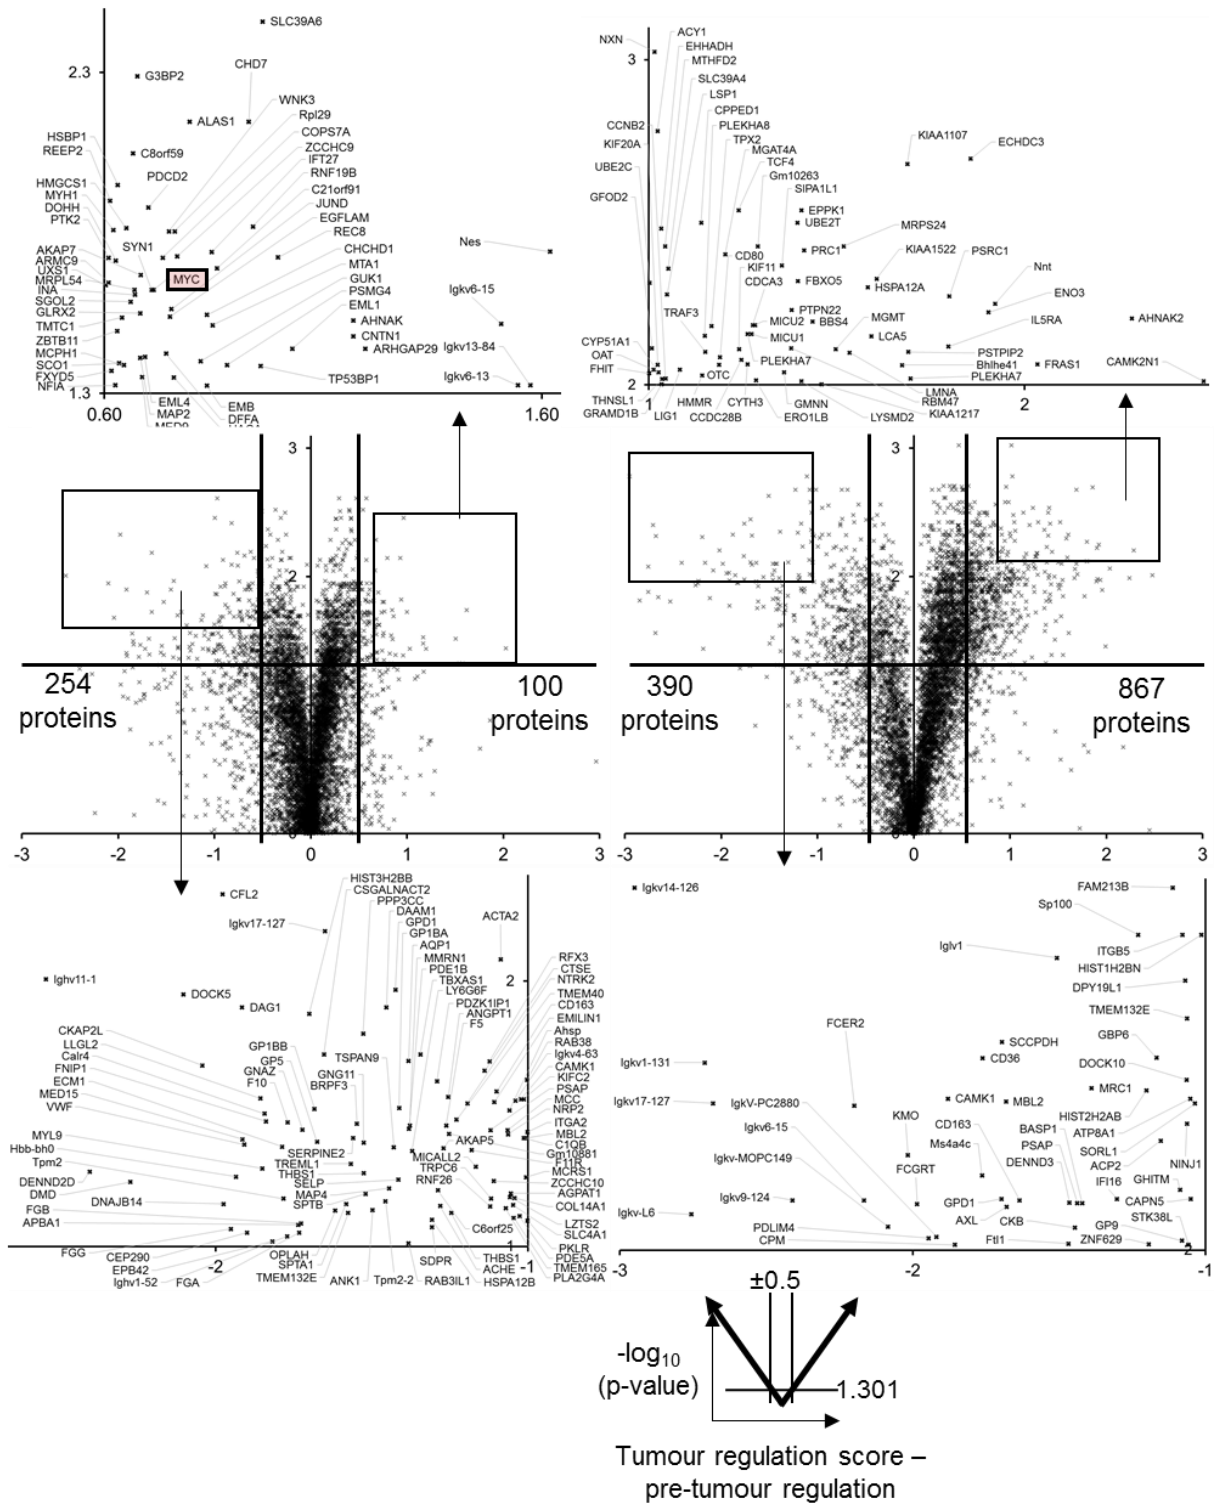 SLC39A6
2.3
G3BP2
CHD7
WNK3
Rpl29
ALAS1
COPS7A
HSBP1
ZCCHC9
REEP2
C8orf59
IFT27
RNF19B
PDCD2
HMGCS1
C21orf91
MYH1
JUND
DOHH
EGFLAM
PTK2
REC8
SYN1
Nes
AKAP7
CHCHD1
ARMC9
MTA1
UXS1
MYC
GUK1
MRPL54
Igkv6-15
INA
PSMG4
SGOL2
EML1
GLRX2
AHNAK
TMTC1
CNTN1
ZBTB11
ARHGAP29
Igkv13-84
MCPH1
SCO1
Igkv6-13
FXYD5
TP53BP1
NFIA
1.3
0.60
1.60
EML4
EMB
MAP2
DFFA
ACY1
NXN
EHHADH
3
MTHFD2
SLC39A4
LSP1
CPPED1
CCNB2
PLEKHA8
KIAA1107
KIF20A
TPX2
ECHDC3
MGAT4A
UBE2C
TCF4
Gm10263
GFOD2
SIPA1L1
EPPK1
UBE2T
MRPS24
CD80
PRC1
KIAA1522
PSRC1
KIF11
Nnt
CDCA3
FBXO5
HSPA12A
ENO3
TRAF3
PTPN22
MGMT
IL5RA
MICU2
BBS4
AHNAK2
CYP51A1
MICU1
LCA5
OAT
PSTPIP2
CAMK2N1
FHIT
PLEKHA7
Bhlhe41
FRAS1
OTC
PLEKHA7
2
1
2
THNSL1
HMMR
CYTH3
GMNN
LMNA
RBM47
GRAMD1B
LIG1
CCDC28B
ERO1LB
LYSMD2
KIAA1217
3
3
2
2
254
proteins
100
proteins
390
proteins
867
proteins
-3
-2
-1
0
1
2
3
-3
-2
-1
0
1
2
3
HIST3H2BB
CFL2
CSGALNACT2
PPP3CC
DAAM1
Igkv17-127
GPD1
ACTA2
GP1BA
AQP1
MMRN1
RFX3
Ighv11-1
PDE1B
CTSE
TBXAS1
2
NTRK2
DOCK5
LY6G6F
TMEM40
DAG1
PDZK1IP1
CD163
ANGPT1
EMILIN1
CKAP2L
F5
Ahsp
LLGL2
GP1BB
TSPAN9
RAB38
Calr4
GP5
Igkv4-63
FNIP1
GNAZ
GNG11
CAMK1
ECM1
F10
BRPF3
KIFC2
MED15
PSAP
VWF
MCC
NRP2
ITGA2
MYL9
AKAP5
MBL2
Hbb-bh0
SERPINE2
C1QB
Tpm2
TREML1
MICALL2
Gm10881
THBS1
TRPC6
F11R
DENND2D
SELP
RNF26
MCRS1
DMD
MAP4
ZCCHC10
DNAJB14
SPTB
AGPAT1
FGB
COL14A1
APBA1
C6orf25
LZTS2
SLC4A1
FGG
CEP290
OPLAH
SDPR
THBS1
PKLR
EPB42
SPTA1
ACHE
PDE5A
Ighv1-52
FGA
TMEM132E
ANK1
Tpm2-2
RAB3IL1
HSPA12B
TMEM165
PLA2G4A
-2
-1
1
Igkv14-126
FAM213B
Sp100
Iglv1
ITGB5
HIST1H2BN
DPY19L1
FCER2
TMEM132E
SCCPDH
GBP6
CD36
Igkv1-131
DOCK10
MRC1
Igkv17-127
IgkV-PC2880
CAMK1
MBL2
HIST2H2AB
KMO
CD163
BASP1
ATP8A1
Igkv6-15
Ms4a4c
PSAP
SORL1
Igkv-MOPC149
DENND3
ACP2
NINJ1
FCGRT
IFI16
GHITM
Igkv9-124
GPD1
CAPN5
Igkv-L6
AXL
CKB
GP9
STK38L
PDLIM4
CPM
Ftl1
ZNF629
2
-3
-2
-1
±0.5
-log10
(p-value)
1.301
Tumour regulation score –
pre-tumour regulation